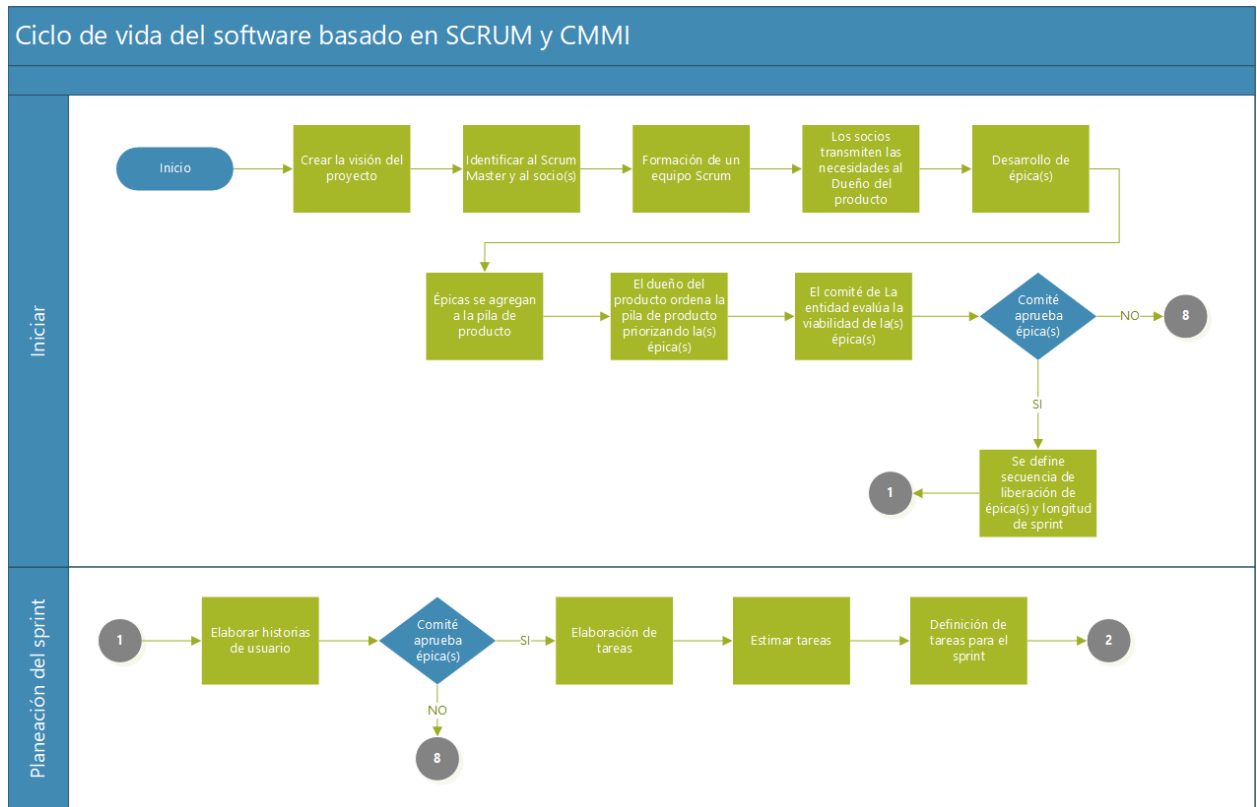 Ciclo de vida del software basado en SCRUM y CMMI
Iniciar
Inicio
Crear la visión del
proyecto
Identificar al Scrum
Master y al socio(s)
Formación de un
equipo Scrum
Los socios
transmiten las
necesidades al
Dueño del
producto
Desarrollo de
épica(s)
Épicas se agregan
a la pila de
producto
El dueño del
producto ordena la
pila de producto
priorizando la(s)
épica(s)
El comité de La
entidad evalúa la
viabilidad de la(s)
épica(s)
Comité
aprueba
épica(s)
NO
8
SI
Se define
secuencia de
liberación de
épica(s) y longitud
de sprint
1
Planeación del sprint
1
Elaborar historias
de usuario
Comité
aprueba
épica(s)
SI
Elaboración de
tareas
Estimar tareas
Definición de
tareas para el
sprint
2
NO
8